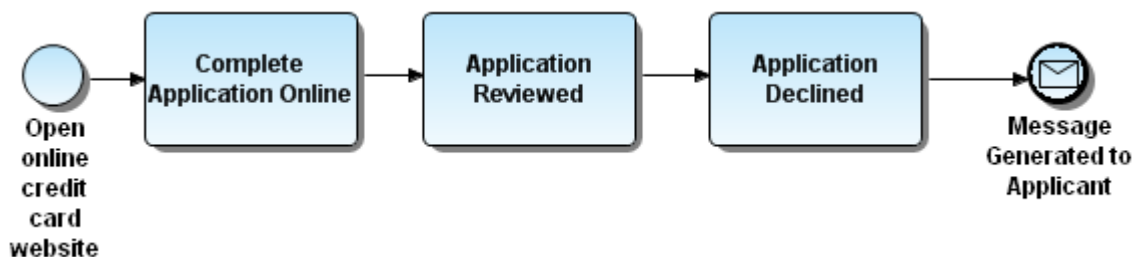 Open
online
credit
card
website
Complete
Application Online
Application
Reviewed
Application
Declined
Message
Generated to
Applicant